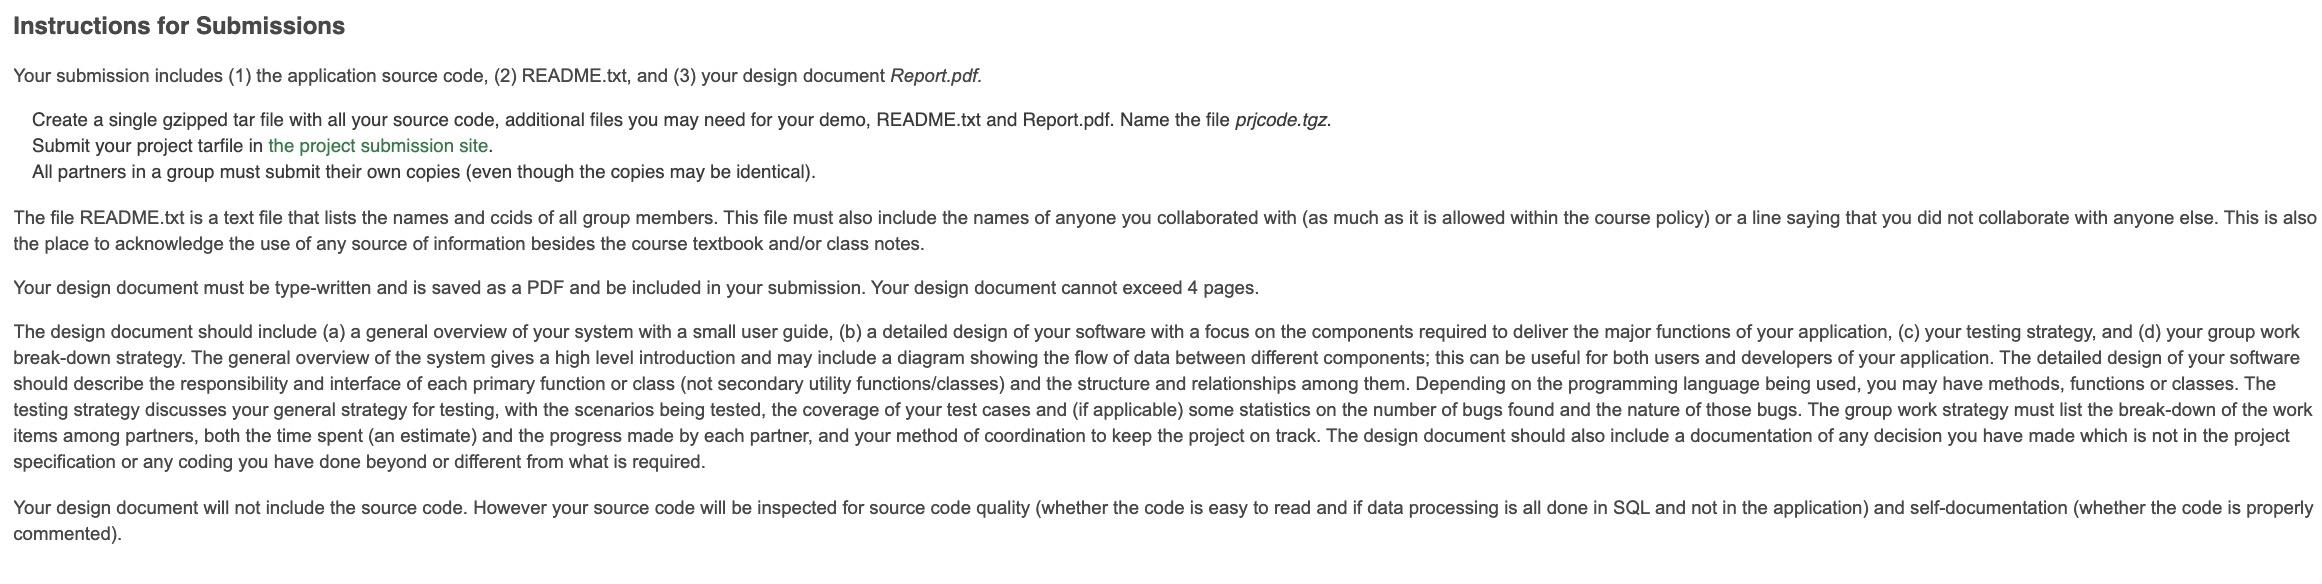 Instructions for Submissions
Your submission includes (1) the application source code, (2) README.txt, and (3) your design document Report.pdf.
Create a single gzipped tar file with all your source code, additional files you may need for your demo, README.txt and Report.pdf. Name the file prjcode.tgz.
Submit your project tarfile in the project submission site.
All partners in a group must submit their own copies (even though the copies may be identical).
The file README.txt is a text file that lists the names and ccids of all group members. This file must also include the names of anyone you collaborated with (as much as it is allowed within the course policy) or a line saying that you did not collaborate with anyone else. This is also
the place to acknowledge the use of any source of information besides the course textbook and/or class notes.
Your design document must be type-written and is saved as a PDF and be included in your submission. Your design document cannot exceed 4 pages.
The design document should include (a) a general overview of your system with a small user guide, (b) a detailed design of your software with a focus on the components required to deliver the major functions of your application, (c) your testing strategy, and (d) your group work
break-down strategy. The general overview of the system gives a high level introduction and may include a diagram showing the flow of data between different components; this can be useful for both users and developers of your application. The detailed design of your software
should describe the responsibility and interface of each primary function or class (not secondary utility functions/classes) and the structure and relationships among them. Depending on the programming language being used, you may have methods, functions or classes. The
testing strategy discusses your general strategy for testing, with the scenarios being tested, the coverage of your test cases and (if applicable) some statistics on the number of bugs found and the nature of those bugs. The group work strategy must list the break-down of the work
items among partners, both the time spent (an estimate) and the progress made by each partner, and your method of coordination to keep the project on track. The design document should also include a documentation of any decision you have made which is not in the project
specification or any coding you have done beyond or different from what is required.
Your design document will not include the source code. However your source code will be inspected for source code quality (whether the code is easy to read and if data processing is all done in SQL and not in the application) and self-documentation (whether the code is properly
commented).